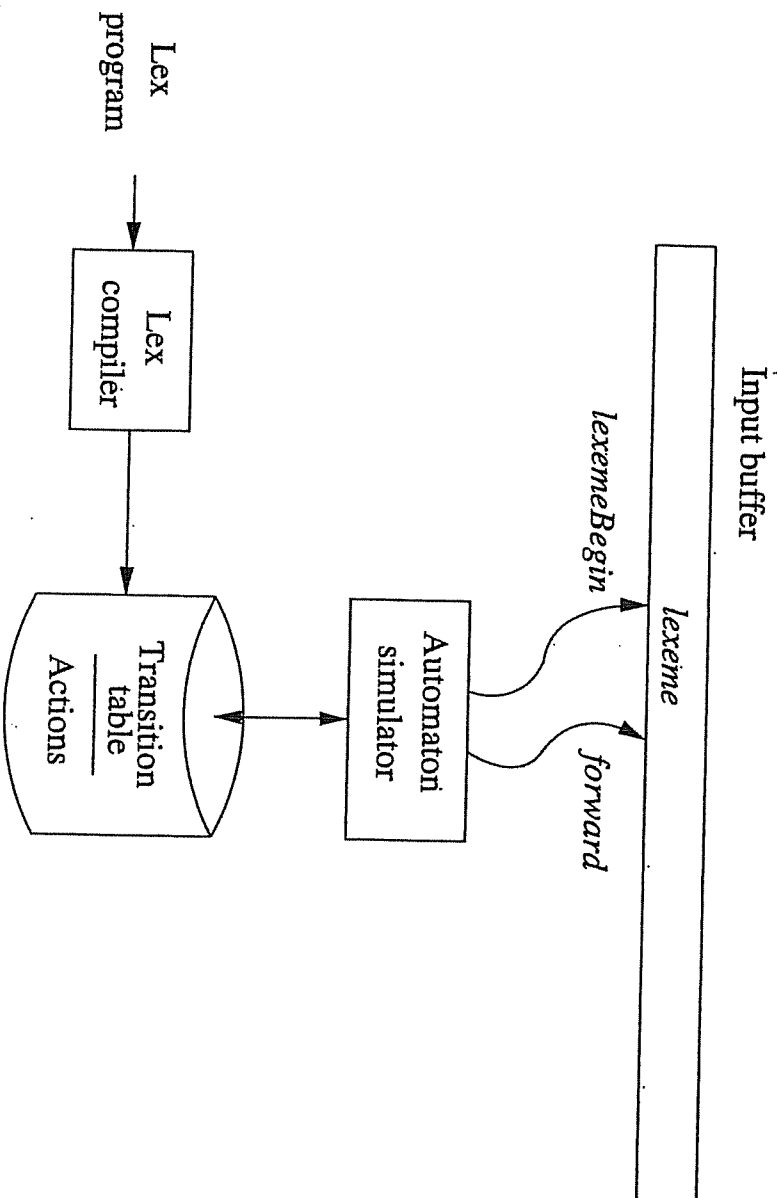 Input buffer
lexeme
lexemeBegin
forward
Automaton
simulator
Lex
program
Lex
compiler
Transition
table
Actions